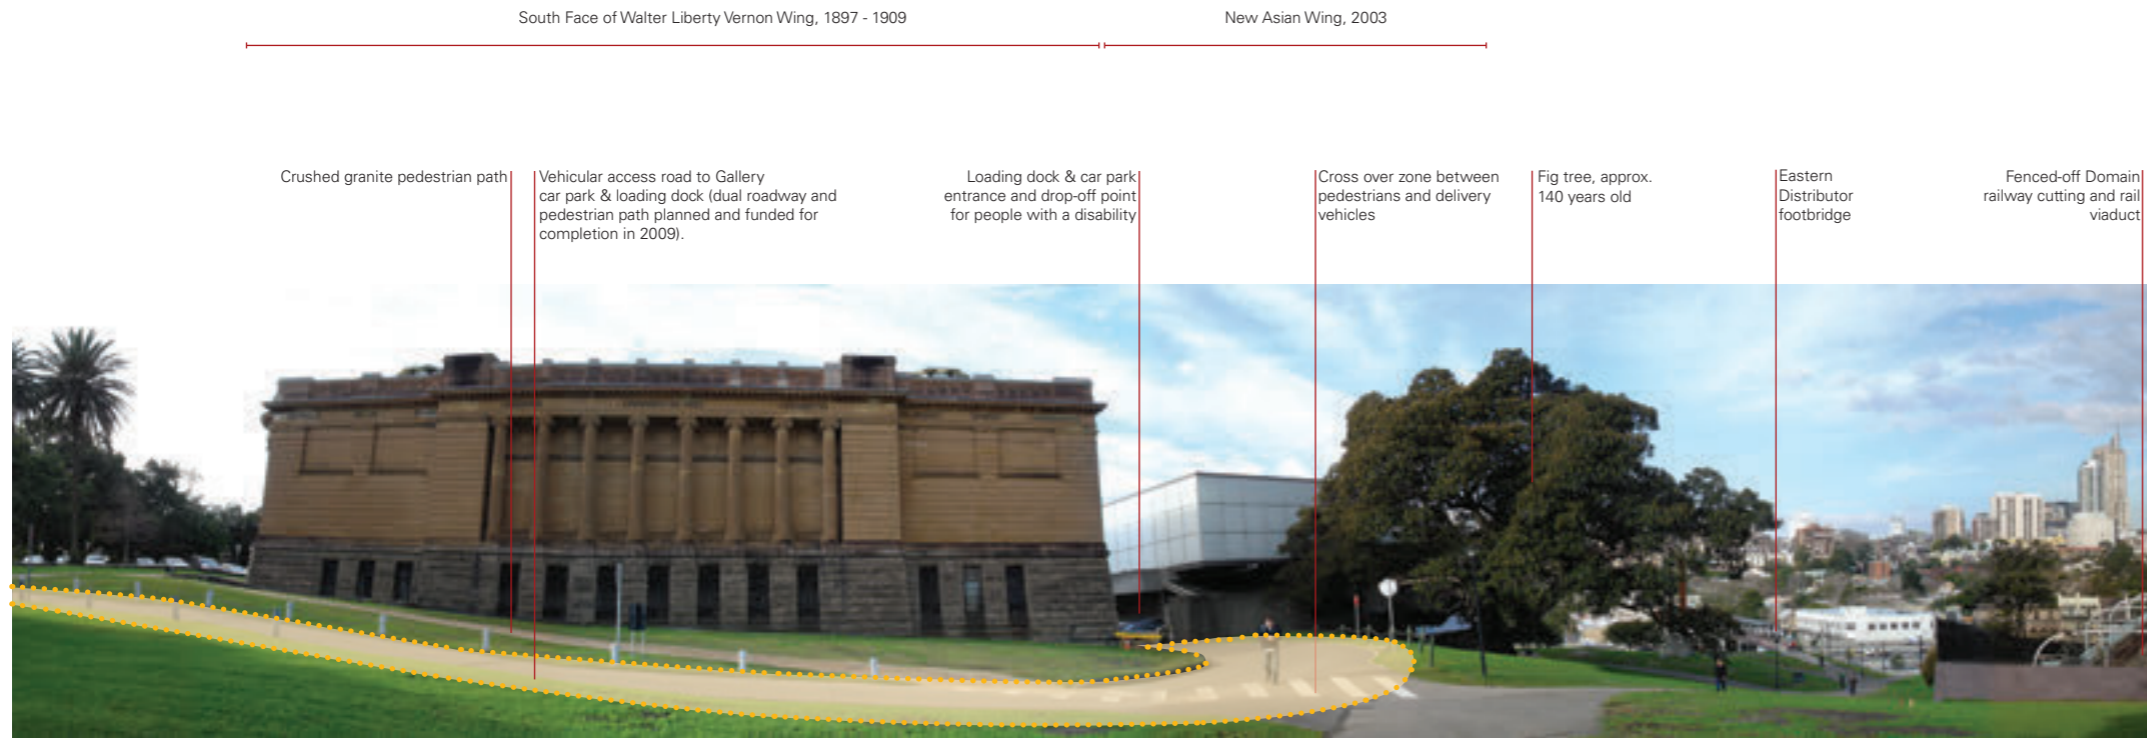 South Face of Walter Liberty Vernon Wing, 1897 - 1909
New Asian Wing, 2003
Crushed granite pedestrian path
Vehicular access road to Gallery
car park & loading dock (dual roadway and
pedestrian path planned and funded for
completion in 2009).
Loading dock & car park
entrance and drop-off point
for people with a disability
Cross over zone between
pedestrians and delivery
vehicles
Fig tree, approx.
140 years old
Eastern
Distributor
footbridge
Fenced-off Domain
railway cutting and rail
viaduct